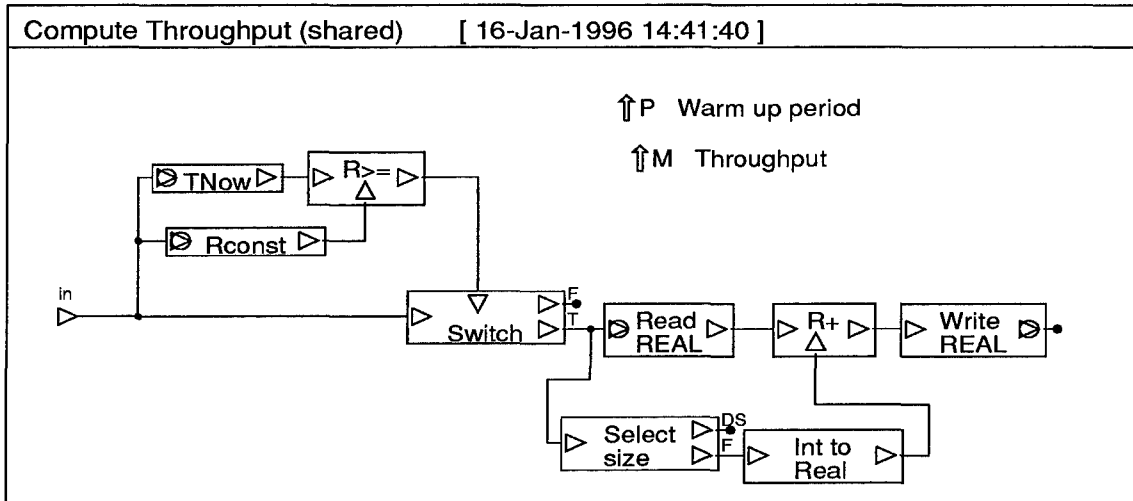 Compute Throughput (shared) [ 16-Jan-1996 14:41:40 ]
⇧P Warm up period
⇧M Throughput
TNow
R>=
Rconst
in
Switch
F
T
Read
REAL
R+
Write
REAL
Select
size
DS
F
Int to
Real